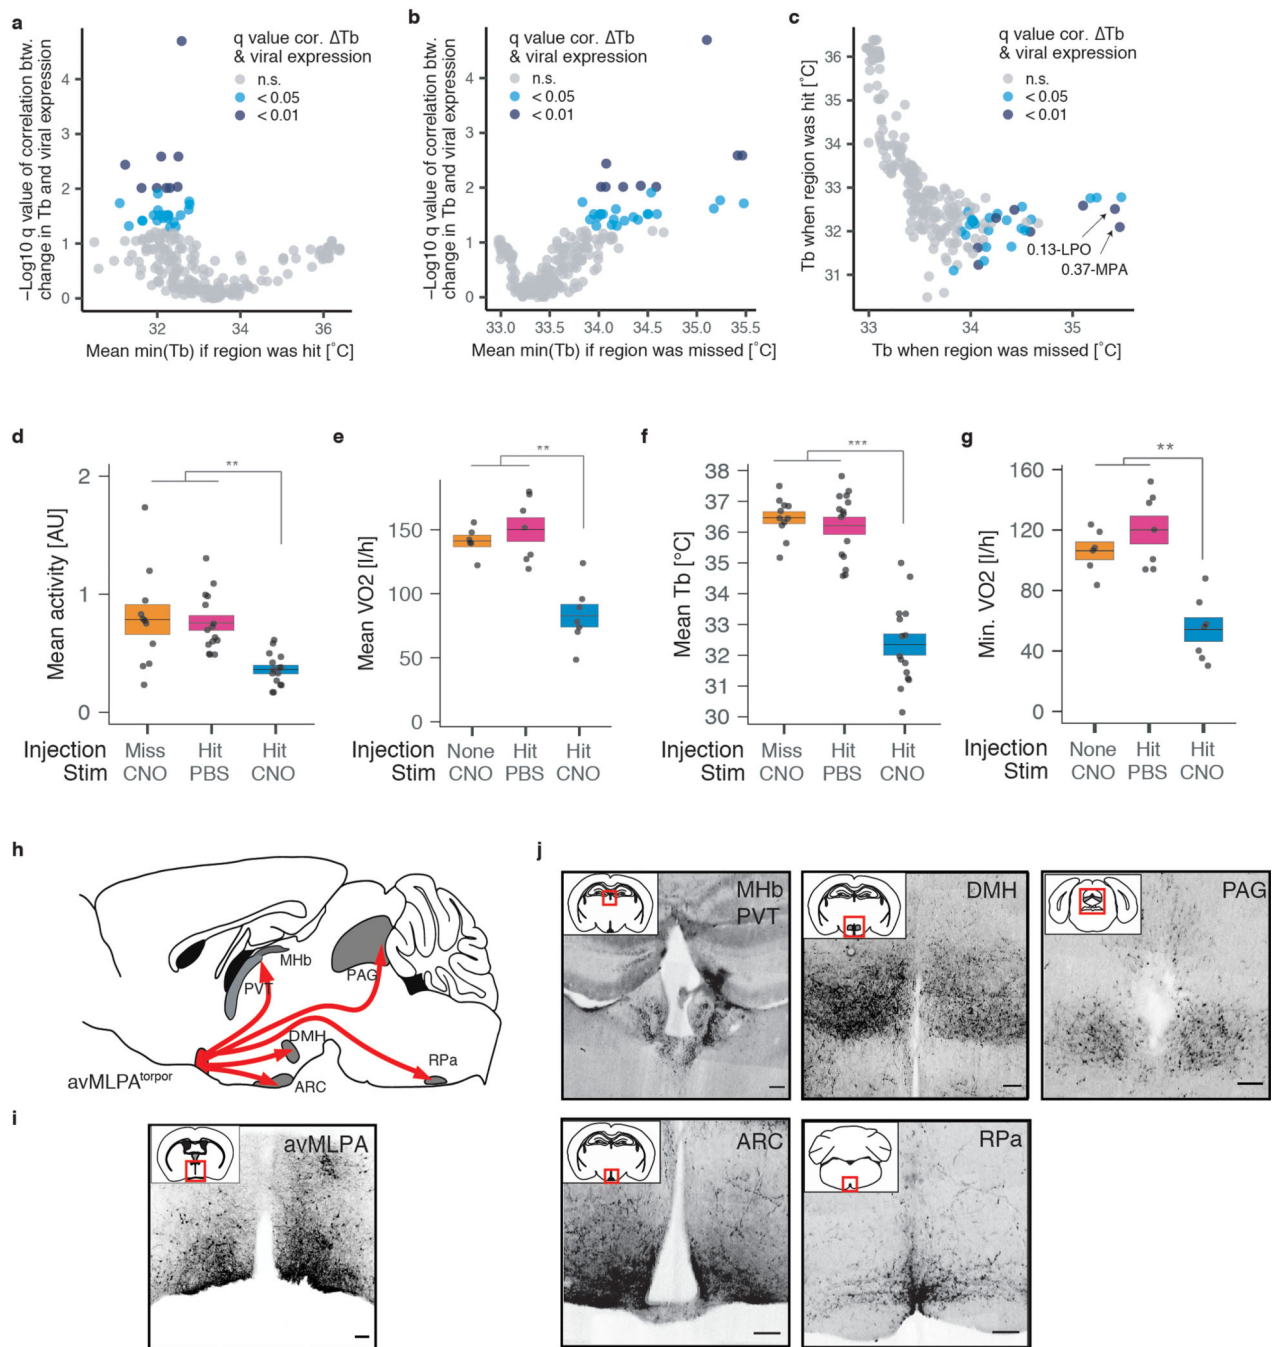 a
−Log10 q value of correlation btw.
change in Tb and viral expression
4
3
2
1
0
32
34
36
Mean min(Tb) if region was hit [˚C]
q value cor. ΔTb
& viral expression
n.s.
< 0.05
< 0.01
b
−Log10 q value of correlation btw.
change in Tb and viral expression
4
3
2
1
0
33.0
33.5
34.0
34.5
35.0
35.5
Mean min(Tb) if region was missed [˚C]
q value cor. ΔTb
& viral expression
n.s.
< 0.05
< 0.01
c
Tb when region was hit [˚C]
36
35
34
33
32
31
33
34
35
Tb when region was missed [˚C]
q value cor. ΔTb
& viral expression
n.s.
< 0.05
< 0.01
0.13-LPO
0.37-MPA
d
Mean activity [AU]
2
1
0
**
Injection Miss Hit Hit
Stim CNO PBS CNO
e
Mean VO2 [l/h]
150
100
50
0
**
None Hit Hit
CNO PBS CNO
f
Mean Tb [°C]
38
37
36
35
34
33
32
31
30
***
Injection Miss Hit Hit
Stim CNO PBS CNO
g
Min. VO2 [l/h]
160
120
80
40
0
**
Injection None Hit Hit
Stim CNO PBS CNO
h
MHb
PVT
PAG
DMH
RPa
ARC
avMLPAtorpor
i
avMLPA
j
MHb
PVT
DMH
PAG
ARC
RPa